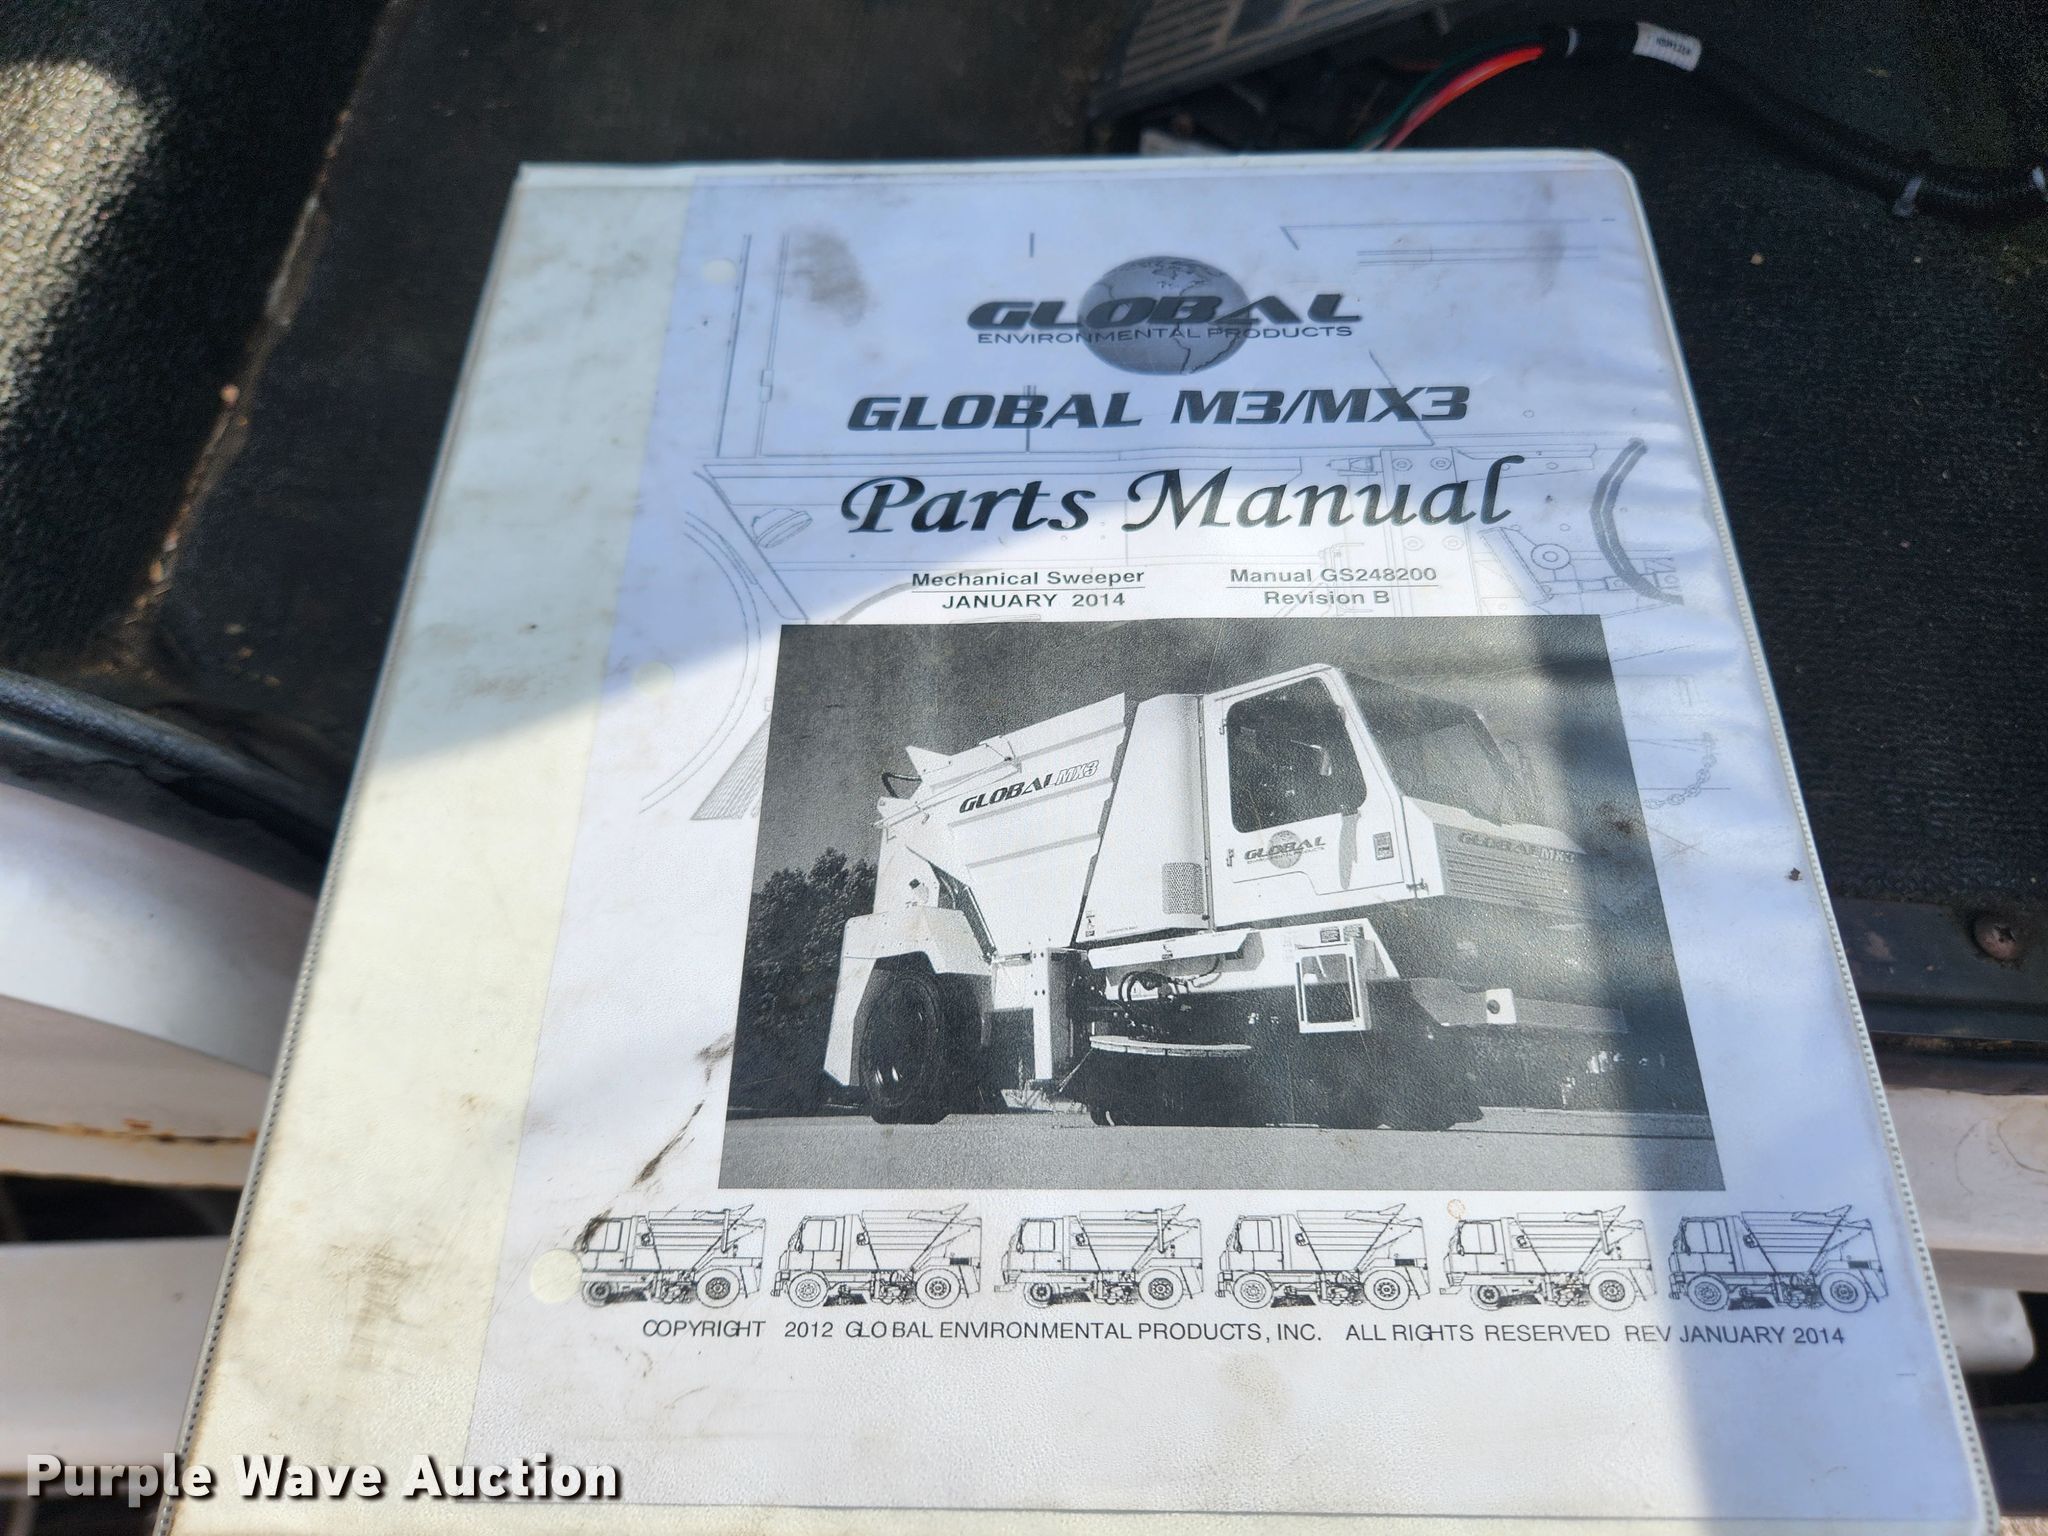 GLOBAL
ENVIRONMENTAL PRODUCTS
GLOBAL M3/MX3
Parts Manual
Mechanical Sweeper
JANUARY 2014
Manual GS248200
Revision B
GLOBAL MX3
GLOBAL
GLOBAL MX3
COPYRIGHT 2012 GLOBAL ENVIRONMENTAL PRODUCTS, INC. ALL RIGHTS RESERVED REV JANUARY 2014
Purple Wave Auction